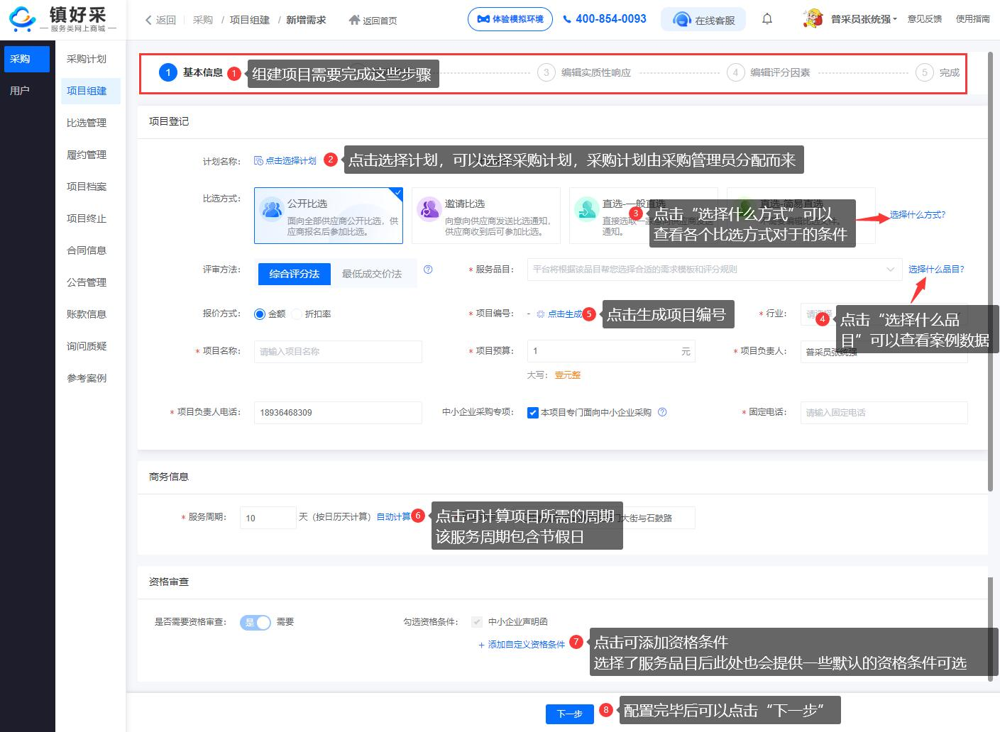 镇好采
服务类网上商城
返回
采购 / 项目组建 / 新增需求
返回首页
体验模拟环境
400-854-0093
在线客服
普采员张统强
意见反馈
使用指南
采购
用户
采购计划
项目组建
比选管理
履约管理
项目档案
项目终止
合同信息
公告管理
账款信息
询问质疑
参考案例
1 基本信息
1 组建项目需要完成这些步骤
3 编辑实质性响应
4 编辑评分因素
5 完成
项目登记
计划名称： 点击选择计划
2 点击选择计划，可以选择采购计划，采购计划由采购管理员分配而来
比选方式：
公开比选
面向全部供应商公开比选，供
应商报名后参加比选。
邀请比选
向意向供应商发送比选通知，
供应商收到后可参加比选。
直选-一般直选
直接选取一家意向供应商发送
通知。
直选-简易直选
3 点击“选择什么方式”可以
查看各个比选方式对于的条件
选择什么方式?
评审方法： 综合评分法 最低成交价法
* 服务品目： 平台将根据该品目帮您选择合适的需求模板和评分规则
选择什么品目?
报价方式： 金额 折扣率
* 项目编号： - 点击生成
5 点击生成项目编号
* 行业： 请选择
4 点击“选择什么品
目”可以查看案例数据
* 项目名称： 请输入项目名称
* 项目预算： 1 元
大写： 壹元整
* 项目负责人： 普采员张统强
* 项目负责人电话： 18936468309
中小企业采购专项： 本项目专门面向中小企业采购
* 固定电话： 请输入固定电话
商务信息
* 服务周期： 10 天（按日历天计算） 自动计算
6 点击可计算项目所需的周期
该服务周期包含节假日
门大街与石鼓路
资格审查
是否需要资格审查： 是 需要
勾选资格条件： 中小企业声明函
+ 添加自定义资格条件
7 点击可添加资格条件
选择了服务品目后此处也会提供一些默认的资格条件可选
下一步
8 配置完毕后可以点击“下一步”